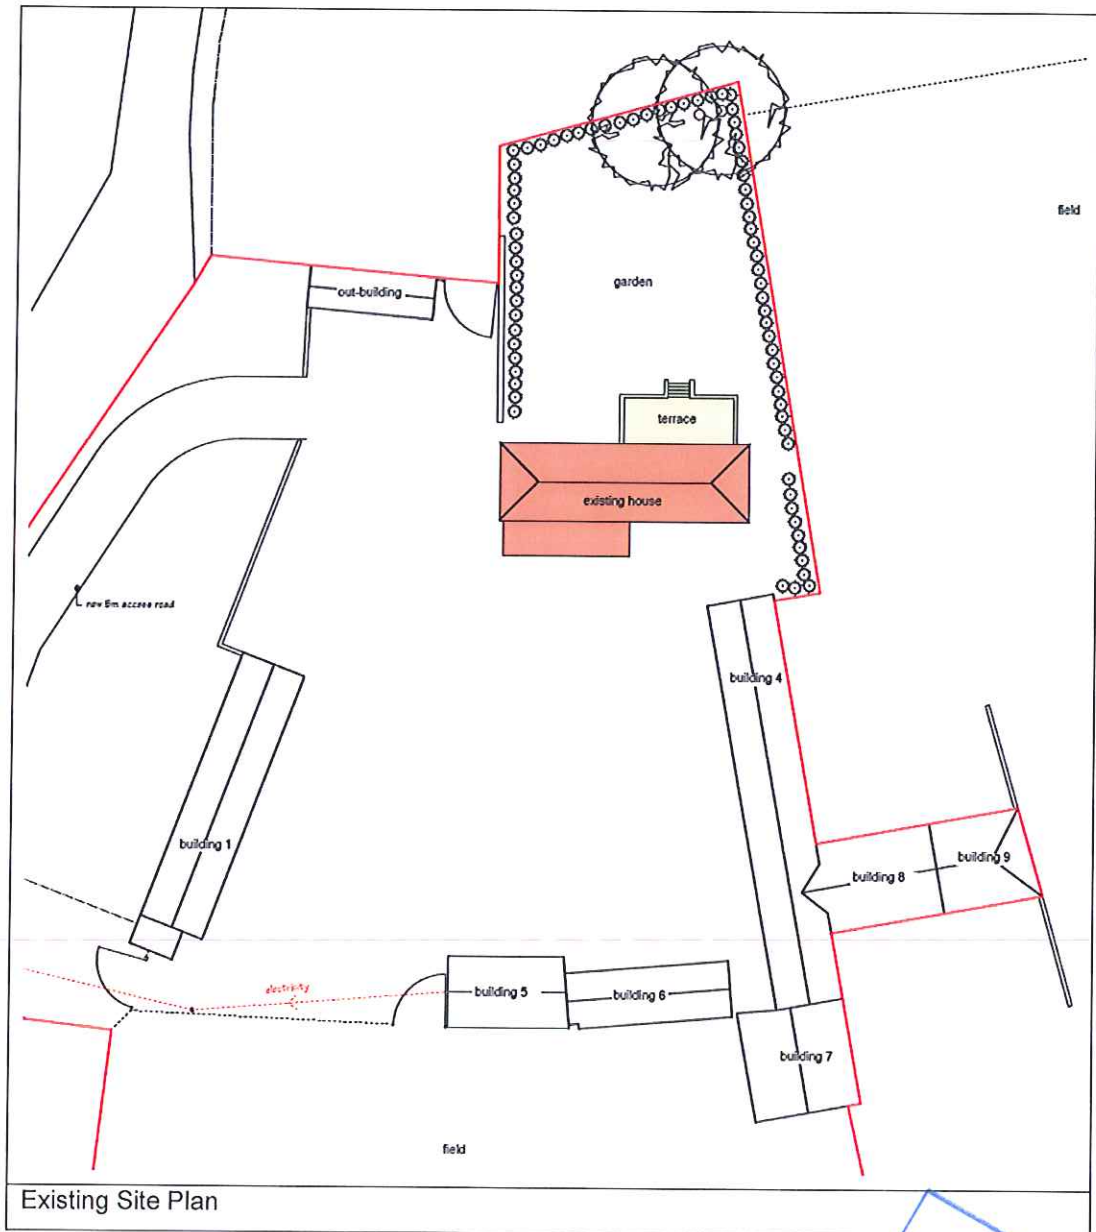 field
garden
out-building
terrace
existing house
new 6m access road
building 4
building 1
building 9
building 8
electricity
building 5
building 6
building 7
field
Existing Site Plan